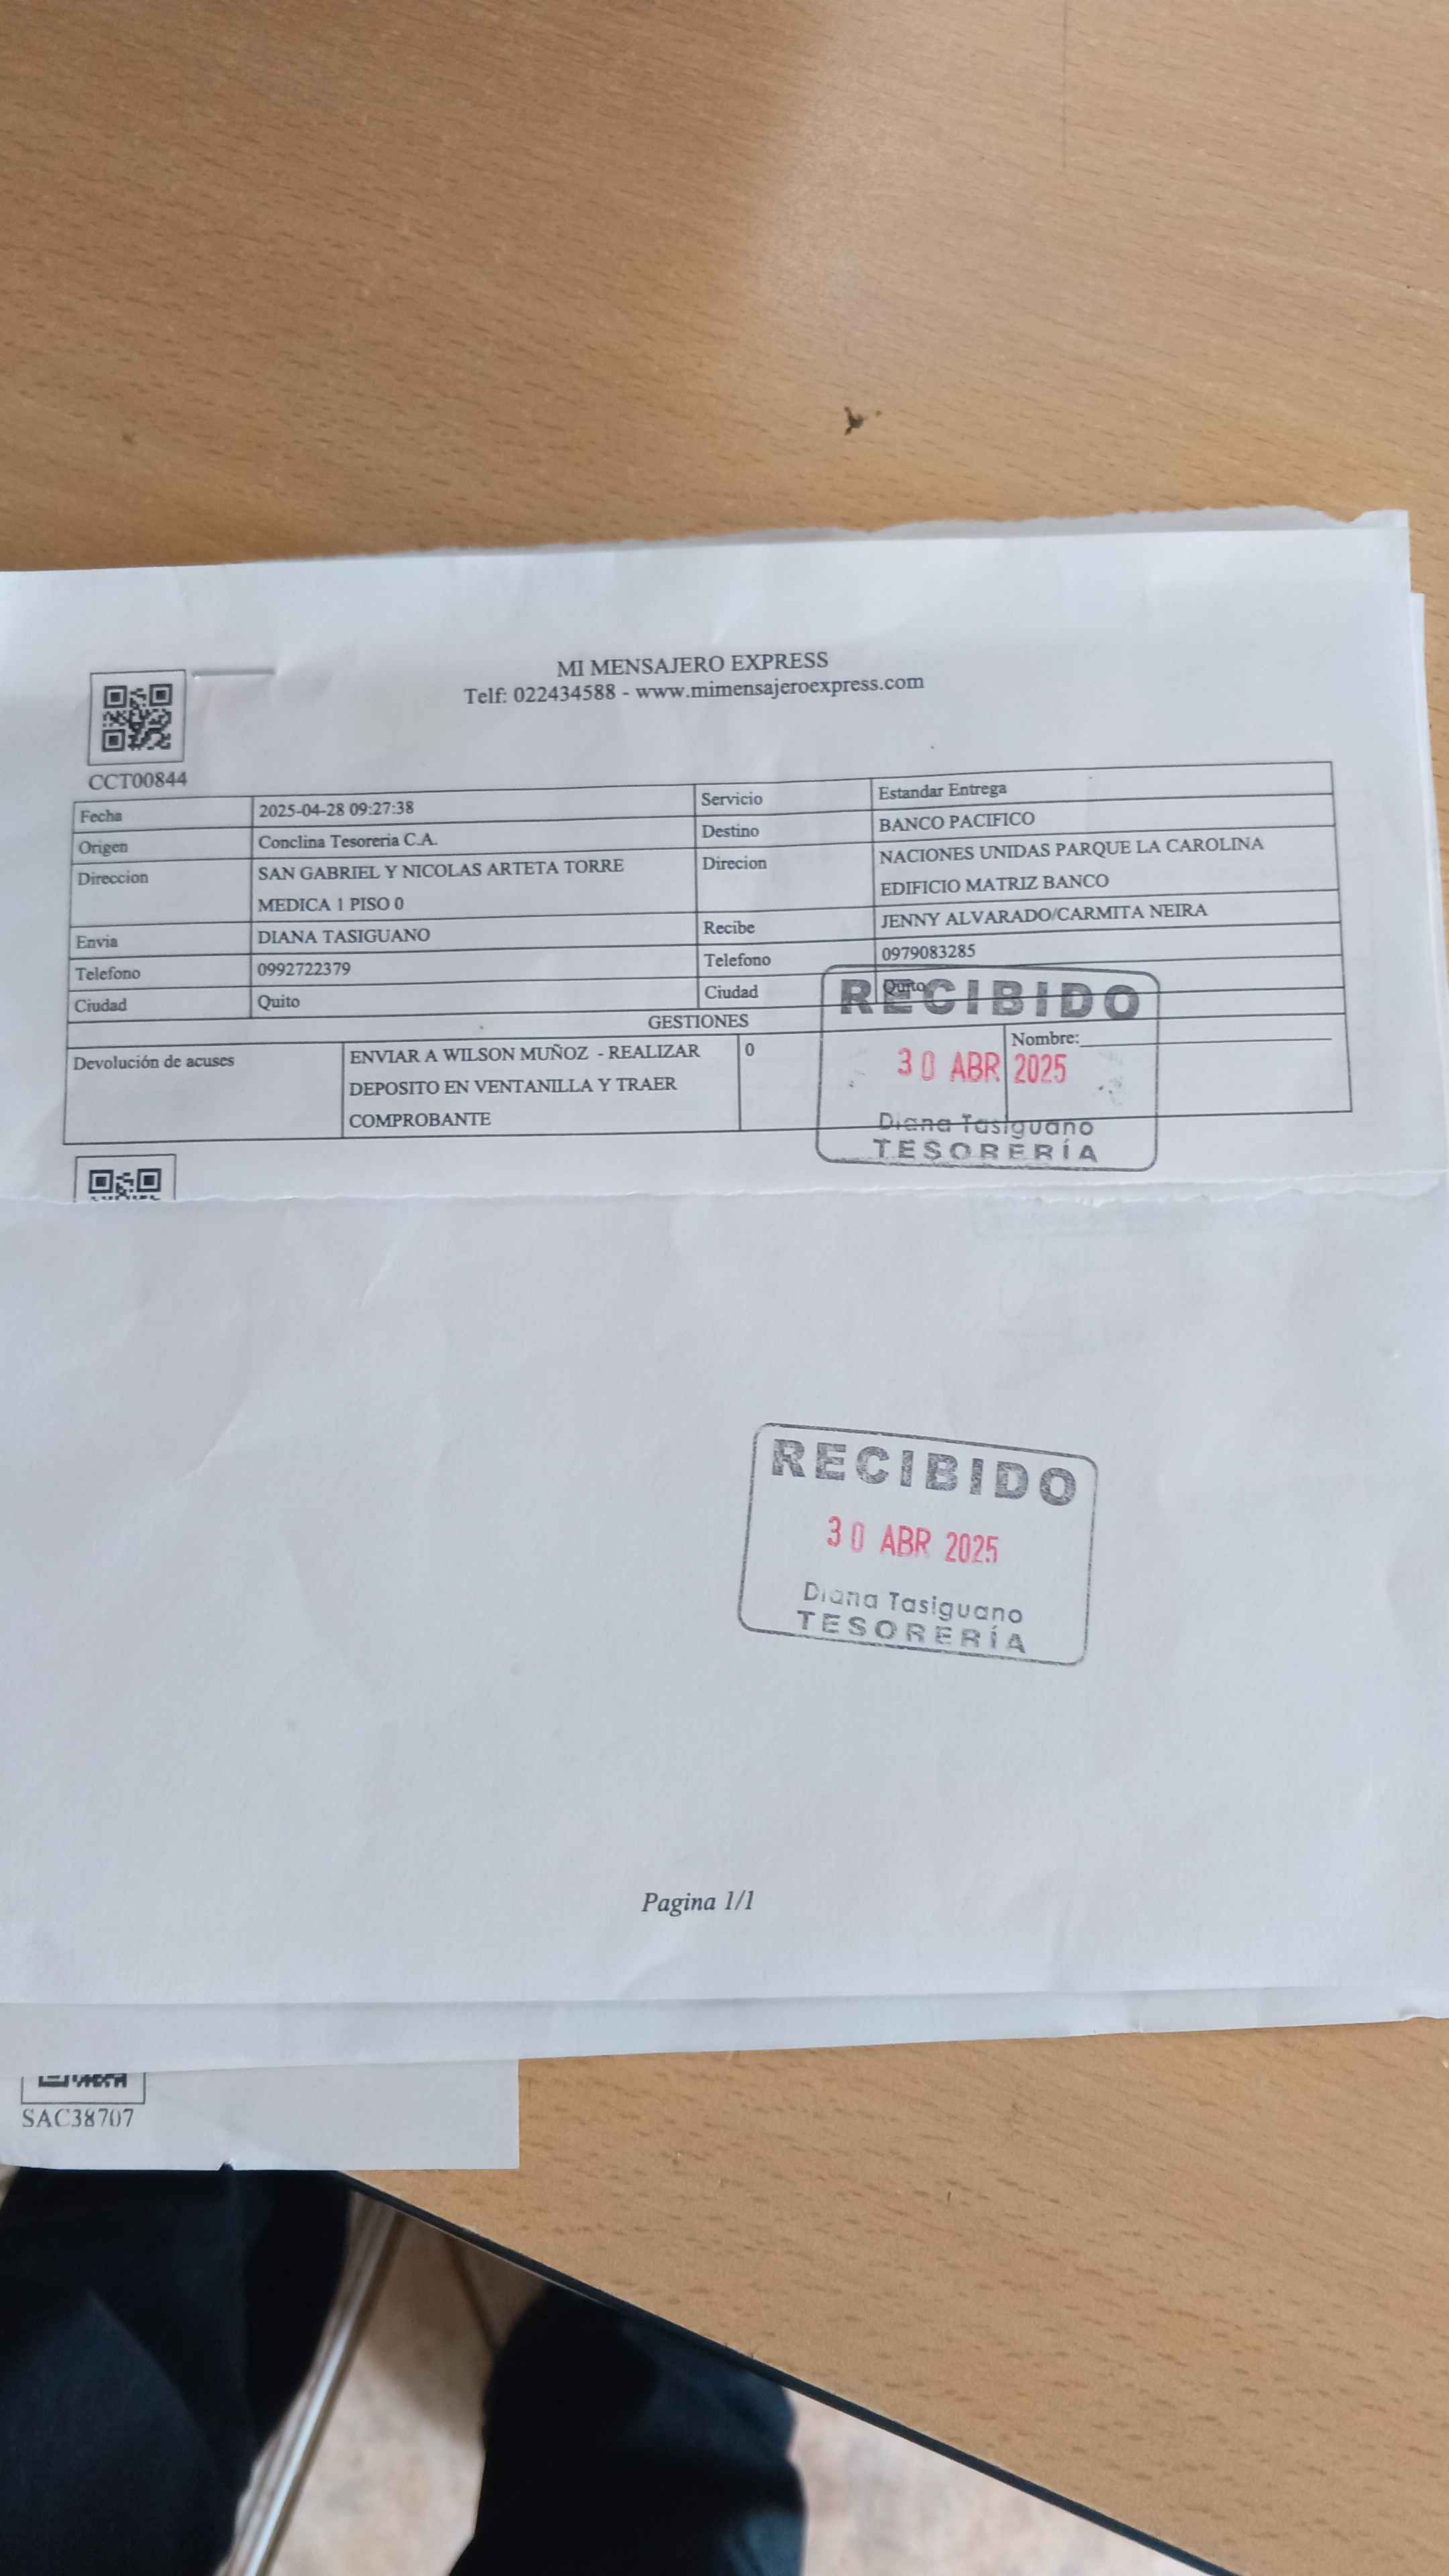 MI MENSAJERO EXPRESS
Telf: 022434588 - www.mimensajeroexpress.com
CCT00844
Fecha 2025-04-28 09:27:38 Servicio Estandar Entrega
Origen Conclina Tesoreria C.A. Destino BANCO PACIFICO
Direccion SAN GABRIEL Y NICOLAS ARTETA TORRE Direcion NACIONES UNIDAS PARQUE LA CAROLINA
MEDICA 1 PISO 0 EDIFICIO MATRIZ BANCO
Envia DIANA TASIGUANO Recibe JENNY ALVARADO/CARMITA NEIRA
Telefono 0992722379 Telefono 0979083285
Ciudad Quito Ciudad Quito
GESTIONES
Devolución de acuses ENVIAR A WILSON MUÑOZ - REALIZAR 0 Nombre:
DEPOSITO EN VENTANILLA Y TRAER
COMPROBANTE
RECIBIDO
30 ABR 2025
Diana Tasiguano
TESORERÍA
RECIBIDO
30 ABR 2025
Diana Tasiguano
TESORERÍA
Pagina 1/1
SAC38707